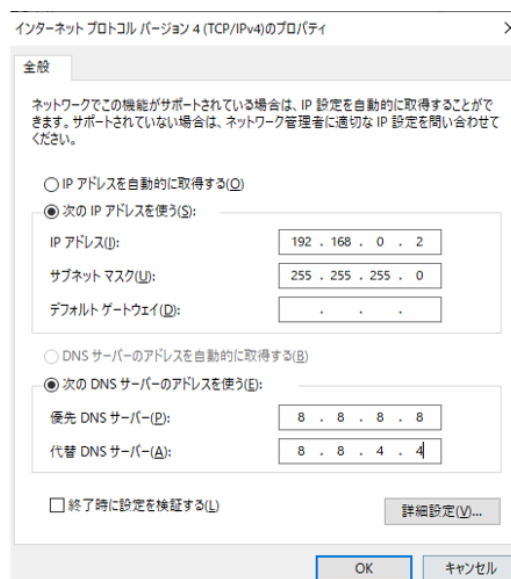 インターネット プロトコル バージョン 4 (TCP/IPv4)のプロパティ
全般
ネットワークでこの機能がサポートされている場合は、IP 設定を自動的に取得することがで
きます。サポートされていない場合は、ネットワーク管理者に適切な IP 設定を問い合わせて
ください。
IP アドレスを自動的に取得する(O)
次の IP アドレスを使う(S):
IP アドレス(I): 192 . 168 . 0 . 2
サブネット マスク(U): 255 . 255 . 255 . 0
デフォルト ゲートウェイ(D): . . .
DNS サーバーのアドレスを自動的に取得する(B)
次の DNS サーバーのアドレスを使う(E):
優先 DNS サーバー(P): 8 . 8 . 8 . 8
代替 DNS サーバー(A): 8 . 8 . 4 . 4
終了時に設定を検証する(L)
詳細設定(V)...
OK キャンセル